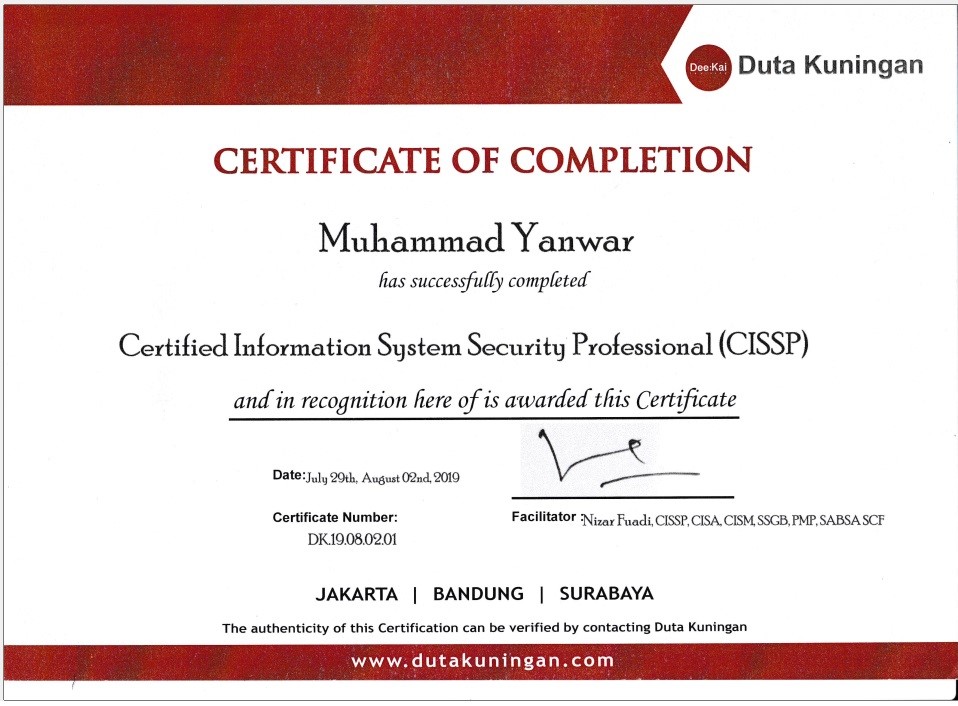 Dee:Kai Duta Kuningan
CERTIFICATE OF COMPLETION
Muhammad Yanwar
has successfully completed
Certified Information System Security Professional (CISSP)
and in recognition here of is awarded this Certificate
Date: July 29th, August 02nd, 2019
Certificate Number:
DK.19.08.02.01
Facilitator : Nizar Fuadi, CISSP, CISA, CISM, SSGB, PMP, SABSA SCF
JAKARTA | BANDUNG | SURABAYA
The authenticity of this Certification can be verified by contacting Duta Kuningan
www.dutakuningan.com